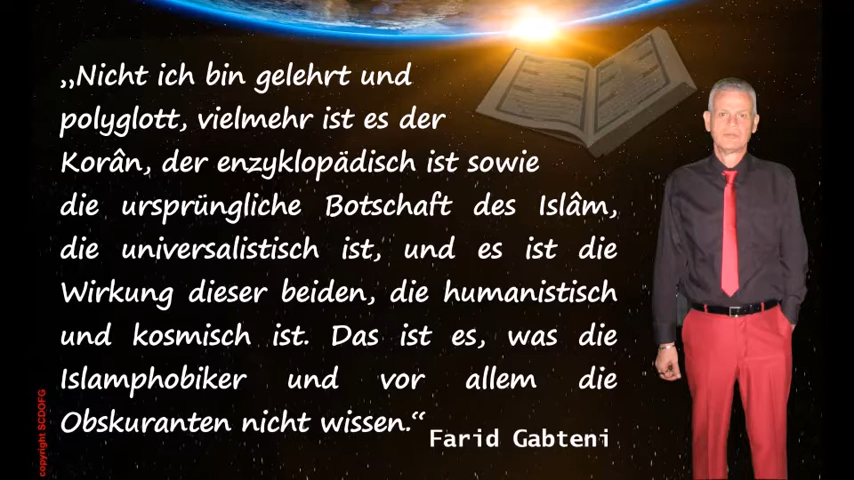 „Nicht ich bin gelehrt und
polyglott, vielmehr ist es der
Korân, der enzyklopädisch ist sowie
die ursprüngliche Botschaft des Islâm,
die universalistisch ist, und es ist die
Wirkung dieser beiden, die humanistisch
und kosmisch ist. Das ist es, was die
Islamphobiker und vor allem die
Obskuranten nicht wissen.“
Farid Gabteni
copyright SCDOFG